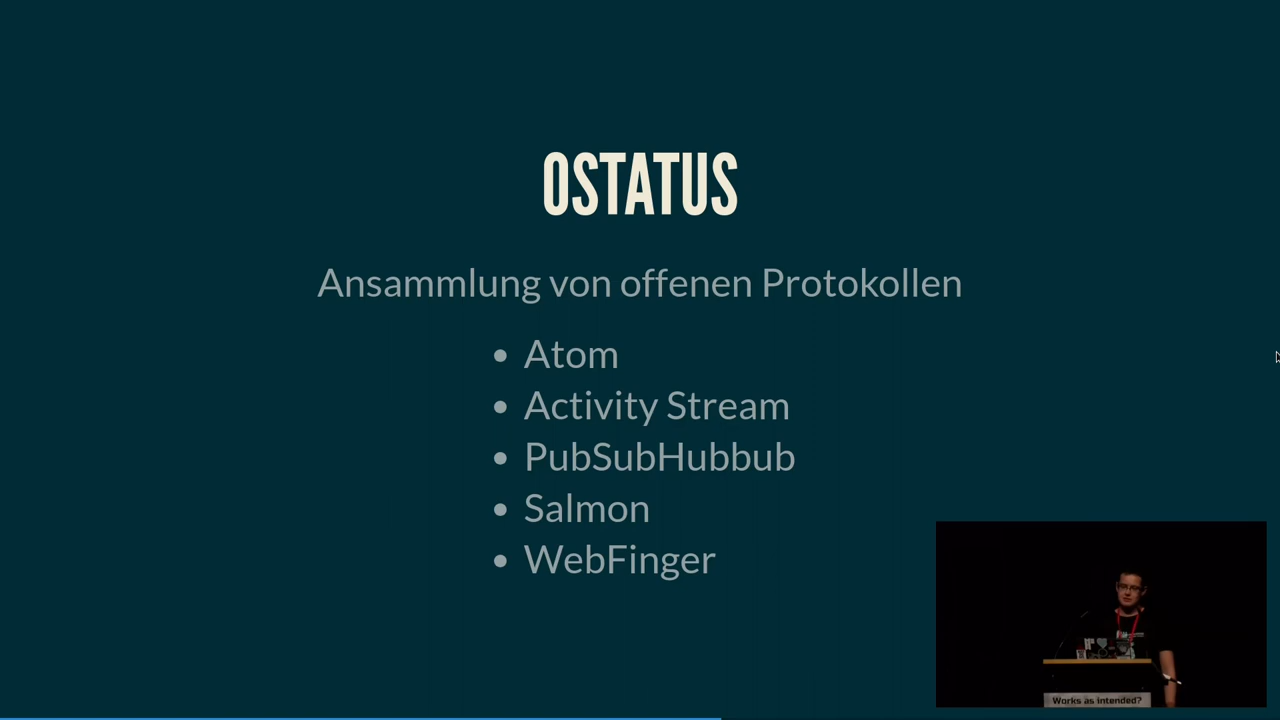 OSTATUS
Ansammlung von offenen Protokollen
Atom
Activity Stream
PubSubHubbub
Salmon
WebFinger
Works as intended?